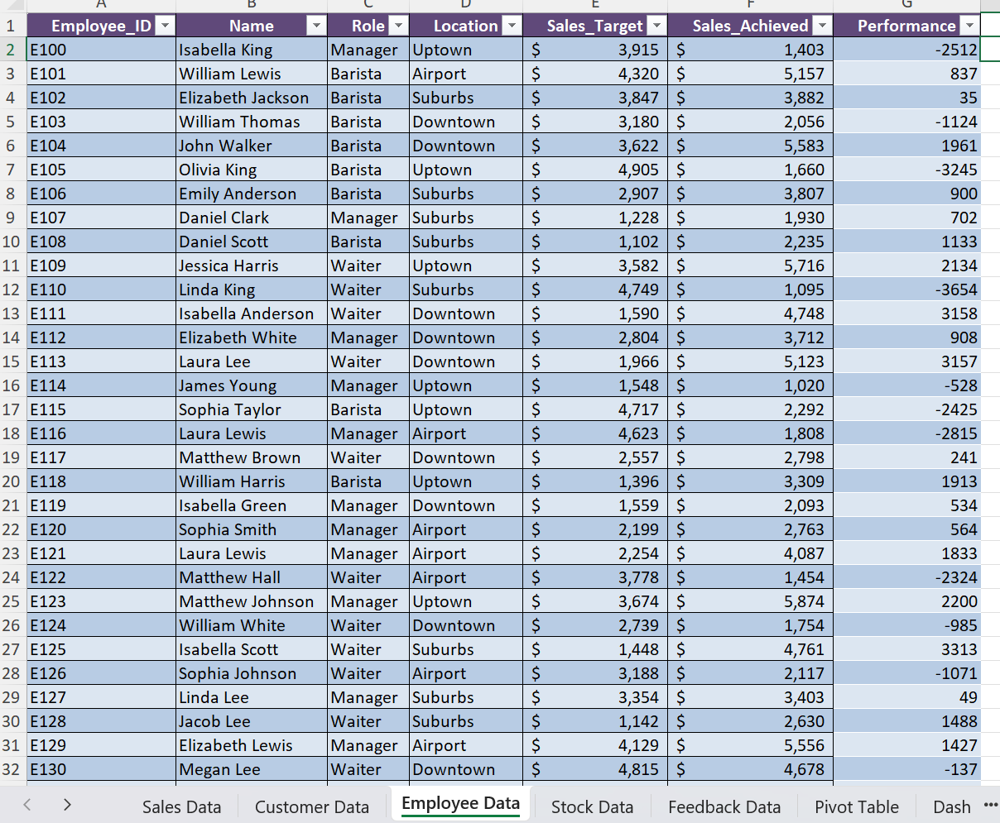 A B C D E F G
1 Employee_ID Name Role Location Sales_Target Sales_Achieved Performance
2 E100 Isabella King Manager Uptown $ 3,915 $ 1,403 -2512
3 E101 William Lewis Barista Airport $ 4,320 $ 5,157 837
4 E102 Elizabeth Jackson Barista Suburbs $ 3,847 $ 3,882 35
5 E103 William Thomas Barista Downtown $ 3,180 $ 2,056 -1124
6 E104 John Walker Barista Downtown $ 3,622 $ 5,583 1961
7 E105 Olivia King Barista Uptown $ 4,905 $ 1,660 -3245
8 E106 Emily Anderson Barista Suburbs $ 2,907 $ 3,807 900
9 E107 Daniel Clark Manager Suburbs $ 1,228 $ 1,930 702
10 E108 Daniel Scott Barista Suburbs $ 1,102 $ 2,235 1133
11 E109 Jessica Harris Waiter Uptown $ 3,582 $ 5,716 2134
12 E110 Linda King Waiter Suburbs $ 4,749 $ 1,095 -3654
13 E111 Isabella Anderson Waiter Downtown $ 1,590 $ 4,748 3158
14 E112 Elizabeth White Manager Downtown $ 2,804 $ 3,712 908
15 E113 Laura Lee Waiter Downtown $ 1,966 $ 5,123 3157
16 E114 James Young Manager Uptown $ 1,548 $ 1,020 -528
17 E115 Sophia Taylor Barista Uptown $ 4,717 $ 2,292 -2425
18 E116 Laura Lewis Manager Airport $ 4,623 $ 1,808 -2815
19 E117 Matthew Brown Waiter Downtown $ 2,557 $ 2,798 241
20 E118 William Harris Barista Uptown $ 1,396 $ 3,309 1913
21 E119 Isabella Green Manager Downtown $ 1,559 $ 2,093 534
22 E120 Sophia Smith Manager Airport $ 2,199 $ 2,763 564
23 E121 Laura Lewis Manager Airport $ 2,254 $ 4,087 1833
24 E122 Matthew Hall Waiter Airport $ 3,778 $ 1,454 -2324
25 E123 Matthew Johnson Manager Uptown $ 3,674 $ 5,874 2200
26 E124 William White Waiter Downtown $ 2,739 $ 1,754 -985
27 E125 Isabella Scott Waiter Suburbs $ 1,448 $ 4,761 3313
28 E126 Sophia Johnson Waiter Airport $ 3,188 $ 2,117 -1071
29 E127 Linda Lee Manager Suburbs $ 3,354 $ 3,403 49
30 E128 Jacob Lee Waiter Suburbs $ 1,142 $ 2,630 1488
31 E129 Elizabeth Lewis Manager Airport $ 4,129 $ 5,556 1427
32 E130 Megan Lee Waiter Downtown $ 4,815 $ 4,678 -137
Sales Data Customer Data Employee Data Stock Data Feedback Data Pivot Table Dash